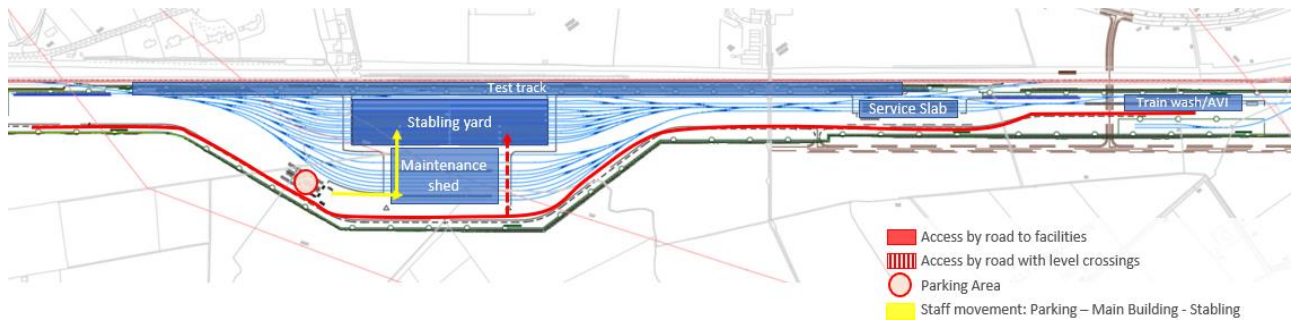 Test track
Stabling yard
Service Slab
Train wash/AVI
Maintenance
shed
Access by road to facilities
Access by road with level crossings
Parking Area
Staff movement: Parking – Main Building - Stabling